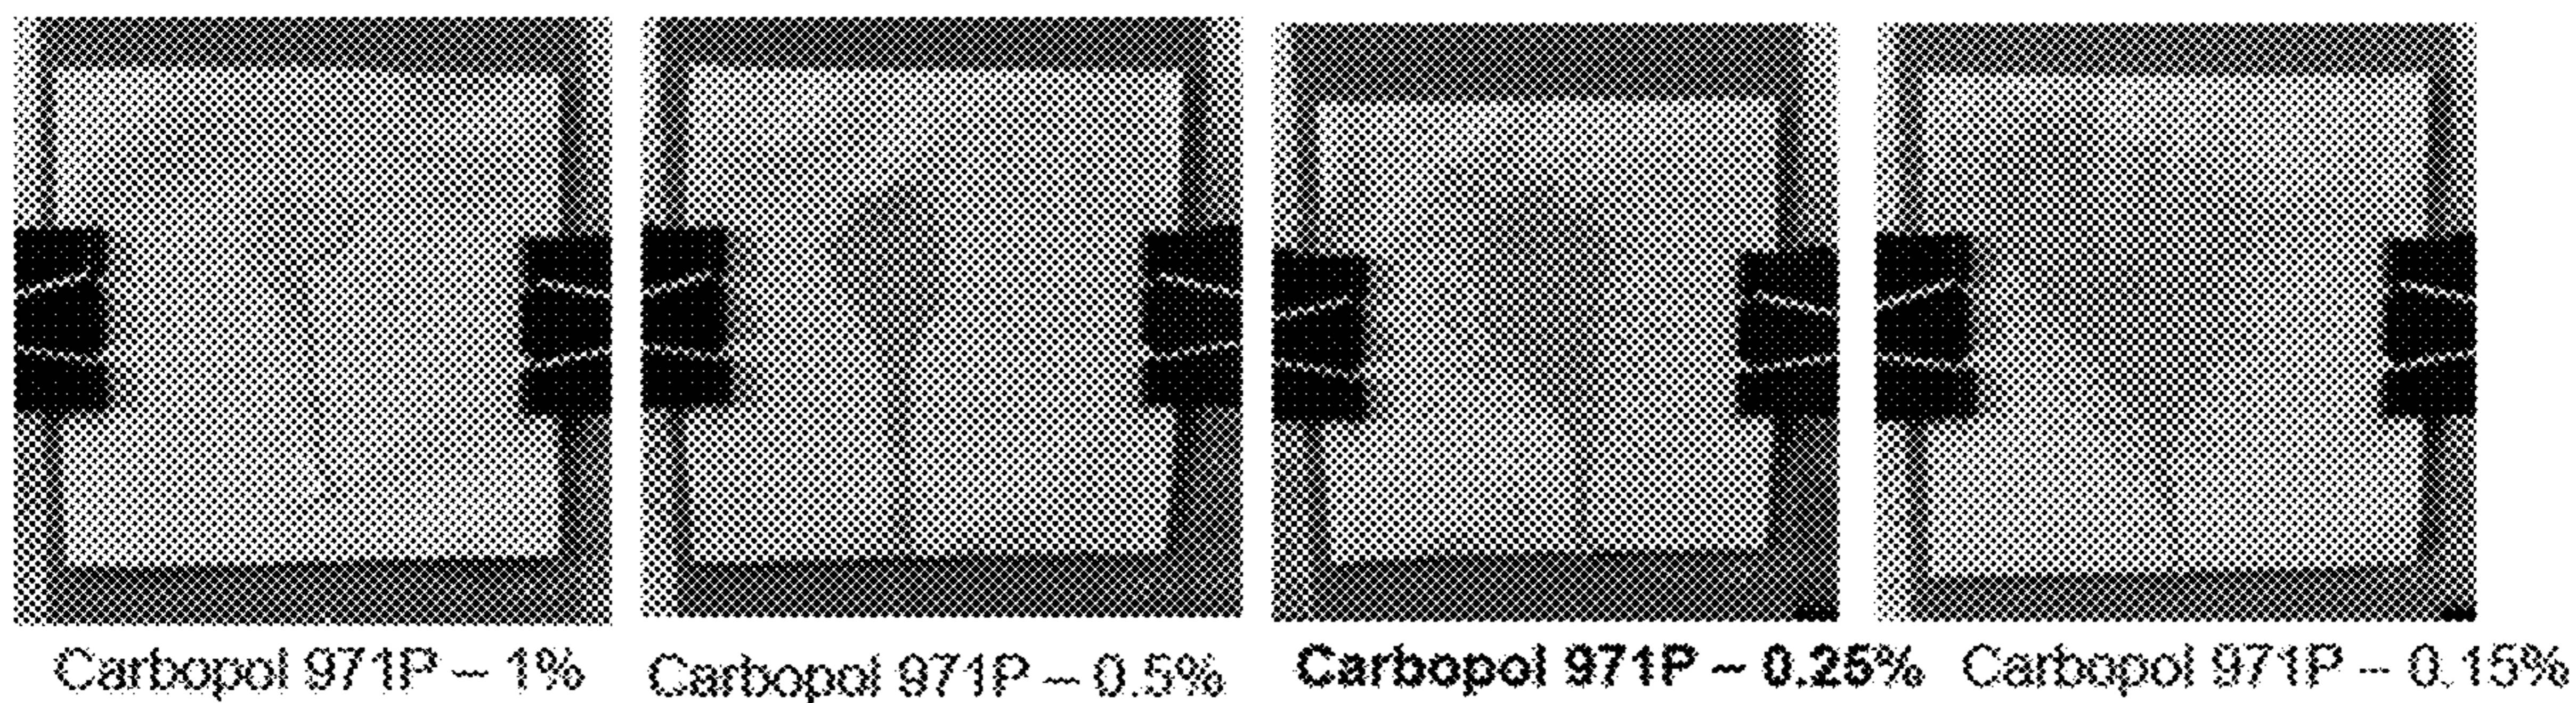 Carbopol 971P – 1%
Carbopol 971P – 0.5%
Carbopol 971P – 0.25%
Carbopol 971P – 0.15%